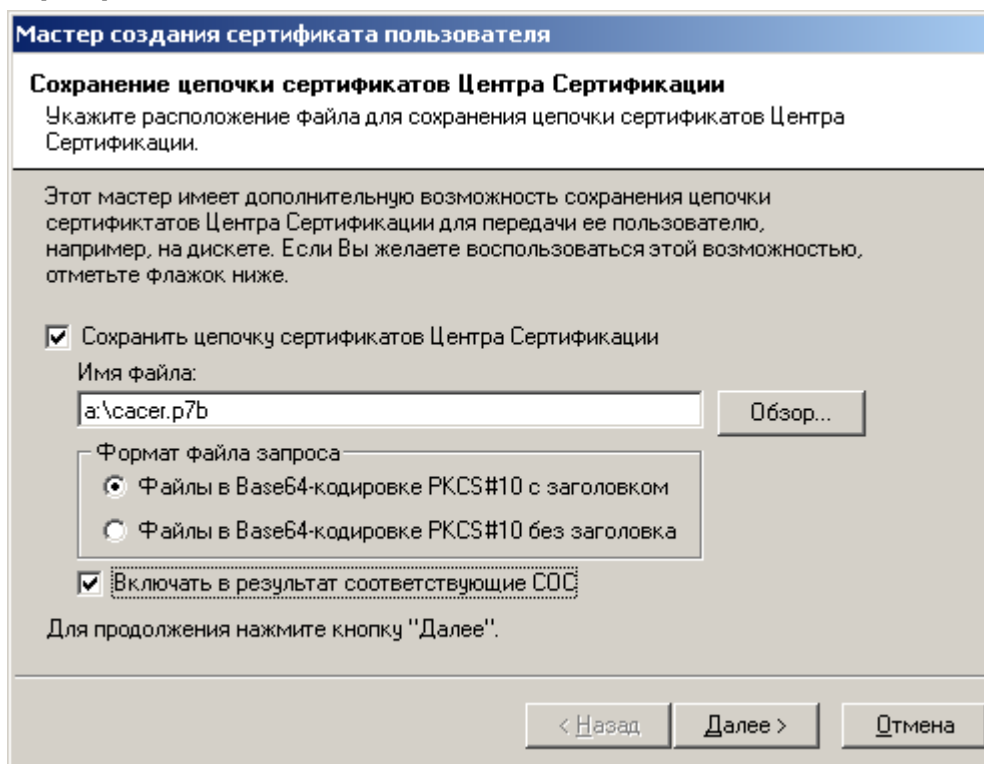 Мастер создания сертификата пользователя
Сохранение цепочки сертификатов Центра Сертификации
Укажите расположение файла для сохранения цепочки сертификатов Центра
Сертификации.
Этот мастер имеет дополнительную возможность сохранения цепочки
сертификтатов Центра Сертификации для передачи ее пользователю,
например, на дискете. Если Вы желаете воспользоваться этой возможностью,
отметьте флажок ниже.
Сохранить цепочку сертификатов Центра Сертификации
Имя файла:
a:\cacer.p7b
Обзор...
Формат файла запроса
Файлы в Base64-кодировке PKCS#10 с заголовком
Файлы в Base64-кодировке PKCS#10 без заголовка
Включать в результат соответствующие СОС
Для продолжения нажмите кнопку "Далее".
< Назад Далее > Отмена